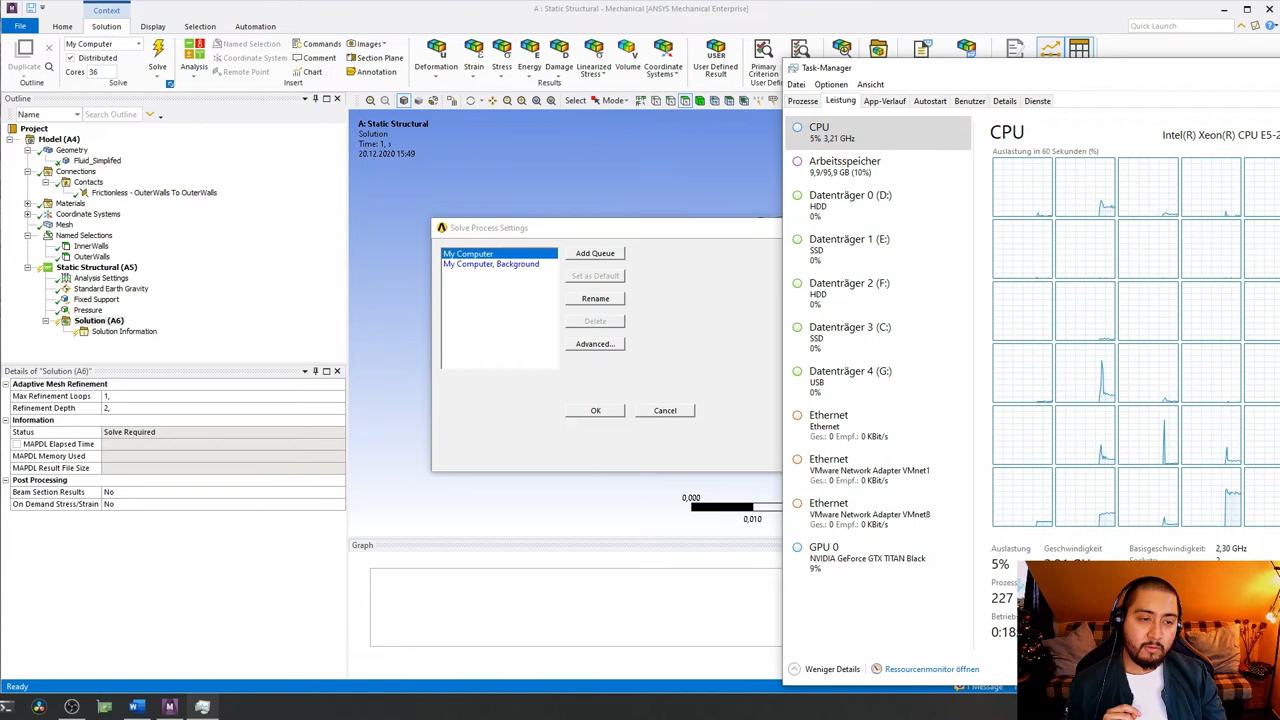 Context
A : Static Structural - Mechanical [ANSYS Mechanical Enterprise]
File
Home
Solution
Display
Selection
Automation
Quick Launch
Duplicate
Outline
My Computer
Distributed
Cores 36
Solve
Solve
Analysis
Named Selection
Coordinate System
Remote Point
Insert
Commands
Comment
Chart
Images
Section Plane
Annotation
Deformation
Strain
Stress
Energy
Damage
Linearized Stress
Volume
Coordinate Systems
Results
User Defined Result
Primary Criterion
Outline
Name
Search Outline
Project
Model (A4)
Geometry
Fluid_Simplified
Connections
Contacts
Frictionless - OuterWalls To OuterWalls
Materials
Coordinate Systems
Mesh
Named Selections
InnerWalls
OuterWalls
Static Structural (A5)
Analysis Settings
Standard Earth Gravity
Fixed Support
Pressure
Solution (A6)
Solution Information
Details of "Solution (A6)"
Adaptive Mesh Refinement
Max Refinement Loops 1,
Refinement Depth 2,
Information
Status Solve Required
MAPDL Elapsed Time
MAPDL Memory Used
MAPDL Result File Size
Post Processing
Beam Section Results No
On Demand Stress/Strain No
Ready
Select
Mode
A: Static Structural
Solution
Time: 1, s
20.12.2020 15:49
Solve Process Settings
My Computer
My Computer, Background
Add Queue
Set as Default
Rename
Delete
Advanced...
OK
Cancel
0,000
0,010
Graph
1 Message
Task-Manager
Datei Optionen Ansicht
Prozesse Leistung App-Verlauf Autostart Benutzer Details Dienste
CPU
5% 3,21 GHz
Arbeitsspeicher
9,9/95,9 GB (10%)
Datenträger 0 (D:)
HDD
0%
Datenträger 1 (E:)
SSD
0%
Datenträger 2 (F:)
HDD
0%
Datenträger 3 (C:)
SSD
0%
Datenträger 4 (G:)
USB
0%
Ethernet
Ethernet
Ges.: 0 Empf.: 0 KBit/s
Ethernet
VMware Network Adapter VMnet1
Ges.: 0 Empf.: 0 KBit/s
Ethernet
VMware Network Adapter VMnet8
Ges.: 0 Empf.: 0 KBit/s
GPU 0
NVIDIA GeForce GTX TITAN Black
9%
Weniger Details
Ressourcenmonitor öffnen
CPU
Intel(R) Xeon(R) CPU E5-2
Auslastung in 60 Sekunden (%)
Auslastung Geschwindigkeit Basisgeschwindigkeit: 2,30 GHz
5%
227
0:18